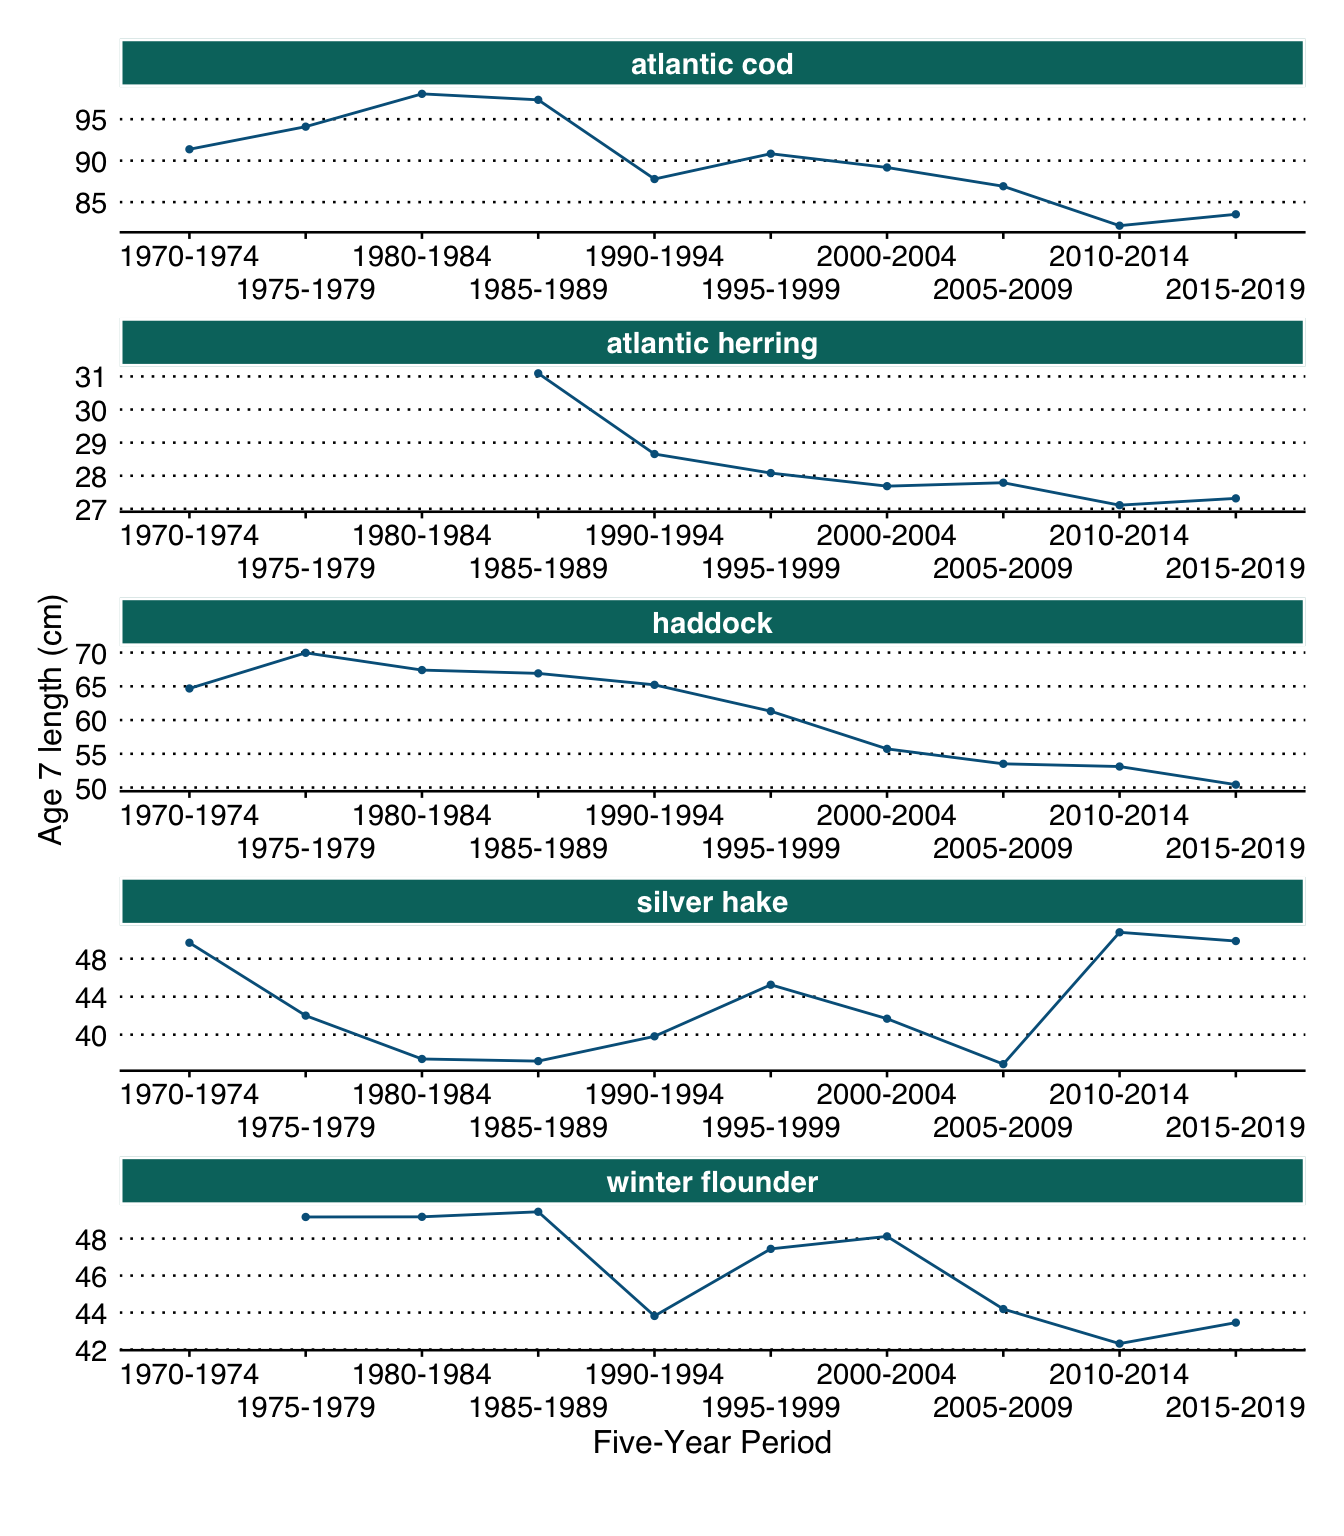 atlantic cod
95
90
85
1970-1974 1980-1984 1990-1994 2000-2004 2010-2014
1975-1979 1985-1989 1995-1999 2005-2009 2015-2019
atlantic herring
31
30
29
28
27
1970-1974 1980-1984 1990-1994 2000-2004 2010-2014
1975-1979 1985-1989 1995-1999 2005-2009 2015-2019
Age 7 length (cm)
haddock
70
65
60
55
50
1970-1974 1980-1984 1990-1994 2000-2004 2010-2014
1975-1979 1985-1989 1995-1999 2005-2009 2015-2019
silver hake
48
44
40
1970-1974 1980-1984 1990-1994 2000-2004 2010-2014
1975-1979 1985-1989 1995-1999 2005-2009 2015-2019
winter flounder
48
46
44
42
1970-1974 1980-1984 1990-1994 2000-2004 2010-2014
1975-1979 1985-1989 1995-1999 2005-2009 2015-2019
Five-Year Period